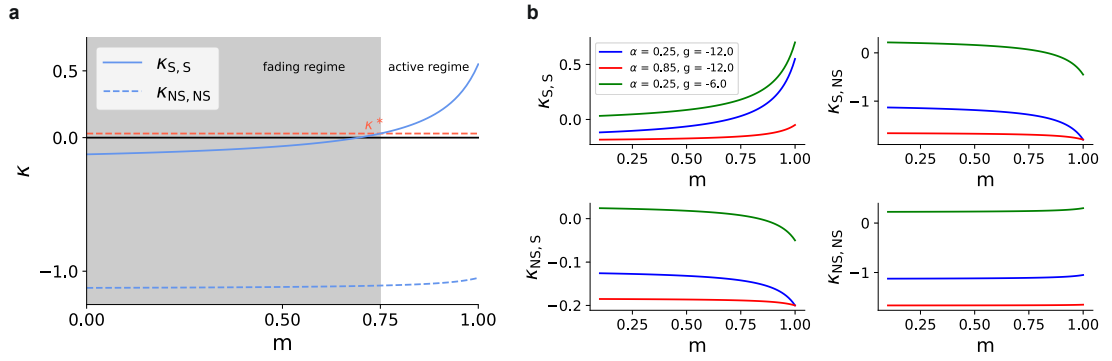 a
κ
0.5
0.0
−1.0
κS, S
κNS, NS
fading regime
active regime
κ*
0.00
0.25
0.50
0.75
1.00
m
b
κS, S
0.5
0.0
α = 0.25, g = -12.0
α = 0.85, g = -12.0
α = 0.25, g = -6.0
0.25 0.50 0.75 1.00
m
κS, NS
0
−1
0.25 0.50 0.75 1.00
m
κNS, S
0.0
−0.1
−0.2
0.25 0.50 0.75 1.00
m
κNS, NS
0
−1
0.25 0.50 0.75 1.00
m